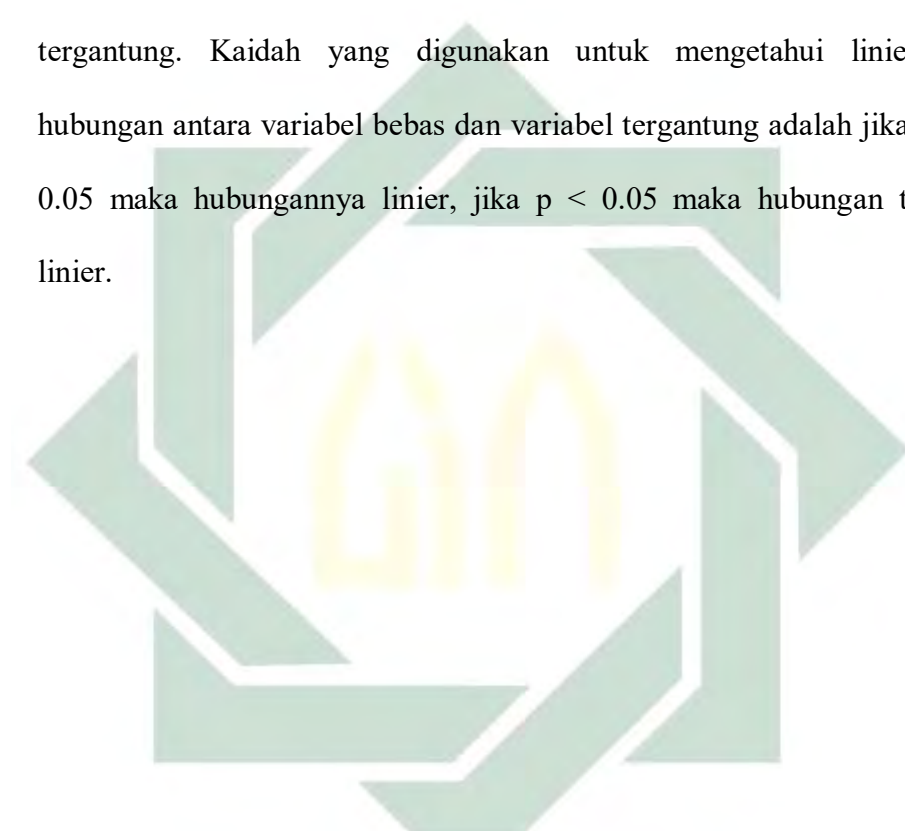 tergantung. Kaidah yang digunakan untuk mengetahui
hubungan antara variabel bebas dan variabel tergantung adalah jika
0.05 maka hubungannya linier, jika p < 0.05 maka hubungan
linier.